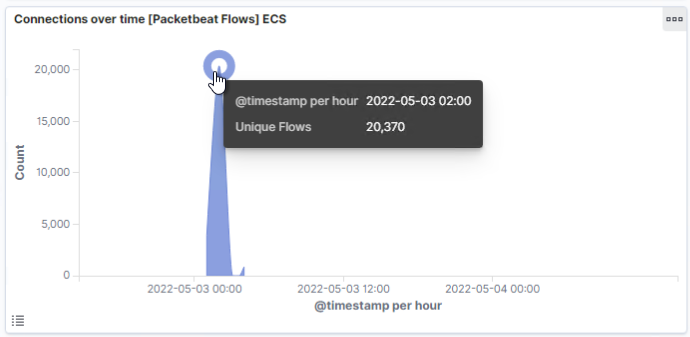 Connections over time [Packetbeat Flows] ECS
20,000
15,000
10,000
5,000
0
Count
@timestamp per hour 2022-05-03 02:00
Unique Flows 20,370
2022-05-03 00:00 2022-05-03 12:00 2022-05-04 00:00
@timestamp per hour